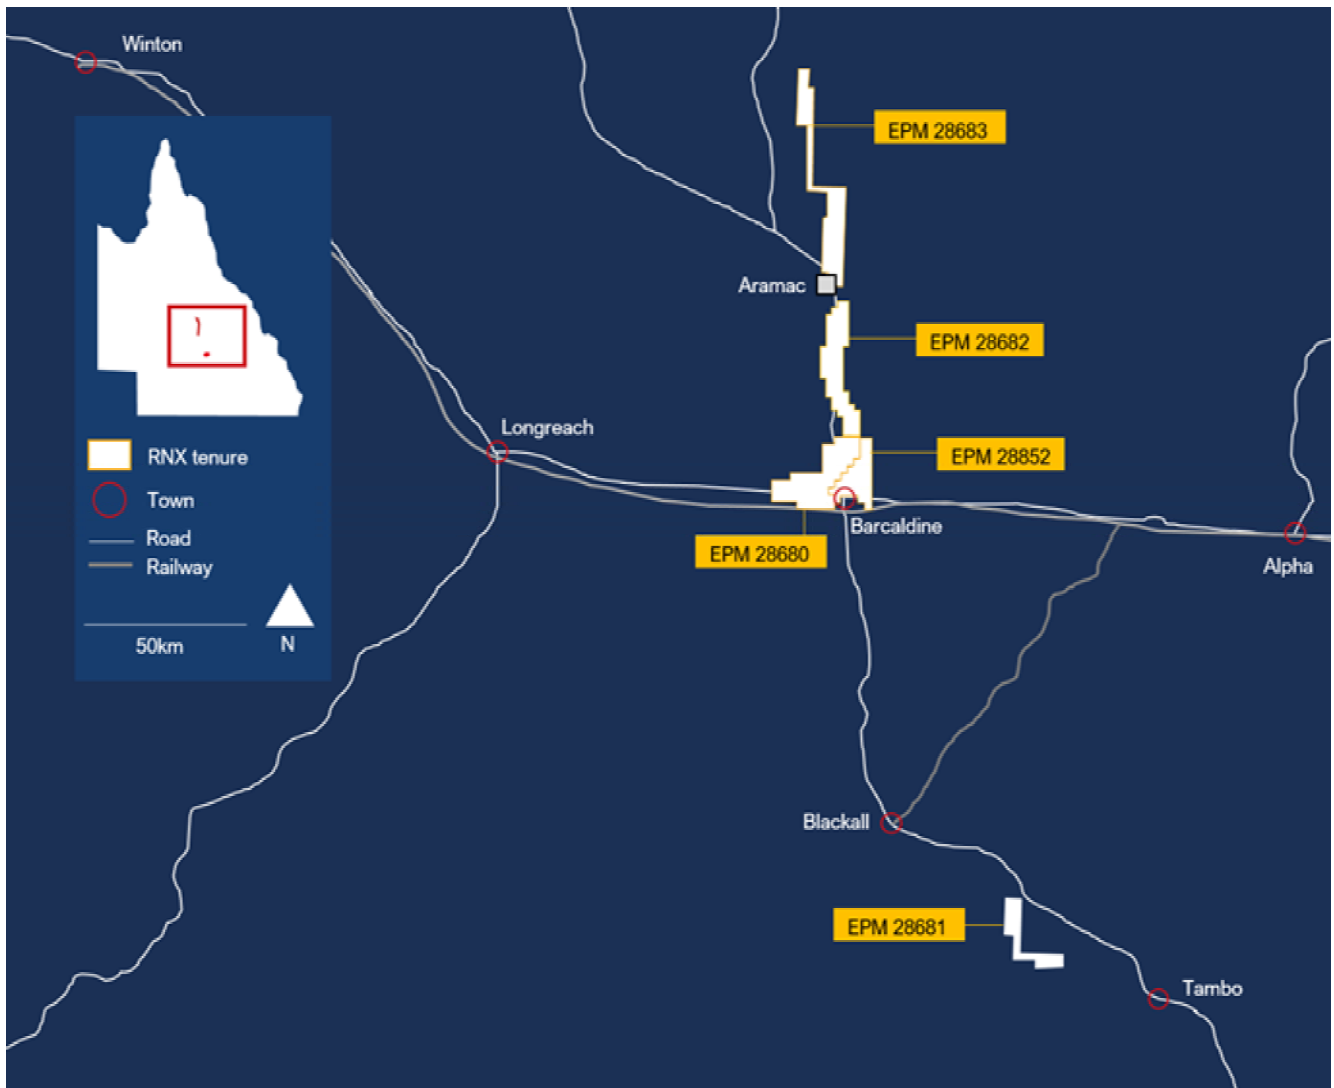 Winton
EPM 28683
Aramac
EPM 28682
Longreach
EPM 28852
RNX tenure
Town
Barcaldine
Road
EPM 28680
Railway
Alpha
50km
N
Blackall
EPM 28681
Tambo